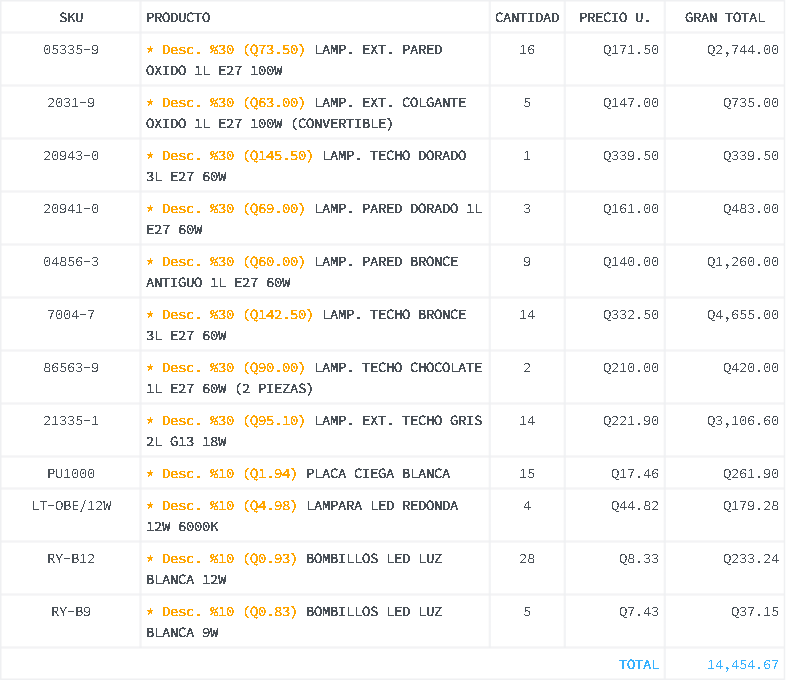 SKU PRODUCTO CANTIDAD PRECIO U. GRAN TOTAL
05335-9 ★ Desc. %30 (Q73.50) LAMP. EXT. PARED 16 Q171.50 Q2,744.00
OXIDO 1L E27 100W
2031-9 ★ Desc. %30 (Q63.00) LAMP. EXT. COLGANTE 5 Q147.00 Q735.00
OXIDO 1L E27 100W (CONVERTIBLE)
20943-0 ★ Desc. %30 (Q145.50) LAMP. TECHO DORADO 1 Q339.50 Q339.50
3L E27 60W
20941-0 ★ Desc. %30 (Q69.00) LAMP. PARED DORADO 1L 3 Q161.00 Q483.00
E27 60W
04856-3 ★ Desc. %30 (Q60.00) LAMP. PARED BRONCE 9 Q140.00 Q1,260.00
ANTIGUO 1L E27 60W
7004-7 ★ Desc. %30 (Q142.50) LAMP. TECHO BRONCE 14 Q332.50 Q4,655.00
3L E27 60W
86563-9 ★ Desc. %30 (Q90.00) LAMP. TECHO CHOCOLATE 2 Q210.00 Q420.00
1L E27 60W (2 PIEZAS)
21335-1 ★ Desc. %30 (Q95.10) LAMP. EXT. TECHO GRIS 14 Q221.90 Q3,106.60
2L G13 18W
PU1000 ★ Desc. %10 (Q1.94) PLACA CIEGA BLANCA 15 Q17.46 Q261.90
LT-OBE/12W ★ Desc. %10 (Q4.98) LAMPARA LED REDONDA 4 Q44.82 Q179.28
12W 6000K
RY-B12 ★ Desc. %10 (Q0.93) BOMBILLOS LED LUZ 28 Q8.33 Q233.24
BLANCA 12W
RY-B9 ★ Desc. %10 (Q0.83) BOMBILLOS LED LUZ 5 Q7.43 Q37.15
BLANCA 9W
TOTAL 14,454.67